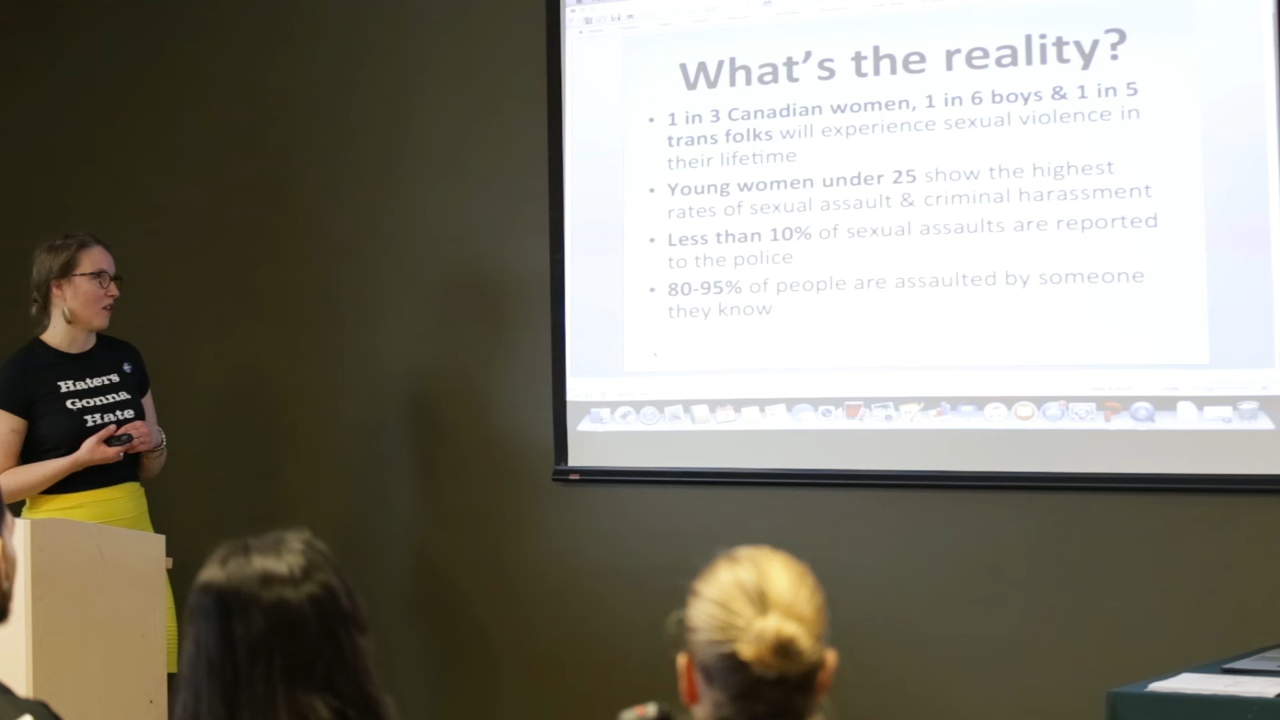 What's the reality?
• 1 in 3 Canadian women, 1 in 6 boys & 1 in 5
trans folks will experience sexual violence in
their lifetime
• Young women under 25 show the highest
rates of sexual assault & criminal harassment
• Less than 10% of sexual assaults are reported
to the police
• 80-95% of people are assaulted by someone
they know
Haters
Gonna
Hate